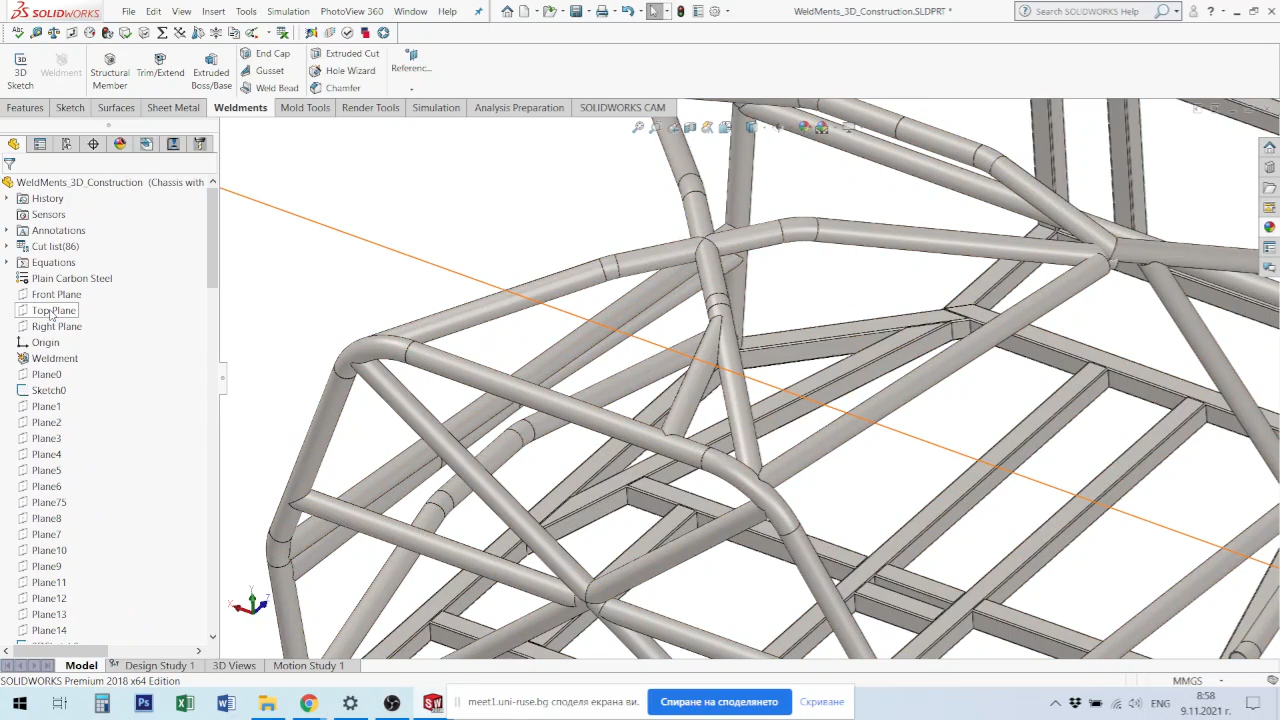 SOLIDWORKS File Edit View Insert Tools Simulation PhotoView 360 Window Help WeldMents_3D_Construction.SLDPRT * Search SOLIDWORKS Help
3D Sketch Weldment Structural Member Trim/Extend Extruded Boss/Base End Cap Gusset Weld Bead Extruded Cut Hole Wizard Chamfer Referenc...
Features Sketch Surfaces Sheet Metal Weldments Mold Tools Render Tools Simulation Analysis Preparation SOLIDWORKS CAM
WeldMents_3D_Construction (Chassis with
History
Sensors
Annotations
Cut list(86)
Equations
Plain Carbon Steel
Front Plane
Top Plane
Right Plane
Origin
Weldment
Plane0
Sketch0
Plane1
Plane2
Plane3
Plane4
Plane5
Plane6
Plane75
Plane8
Plane7
Plane10
Plane9
Plane11
Plane12
Plane13
Plane14
Model Design Study 1 3D Views Motion Study 1
SOLIDWORKS Premium 2018 x64 Edition MMGS
meet1.uni-ruse.bg споделя екрана ви. Спиране на споделянето Скриване
ENG 8:58
9.11.2021 г.